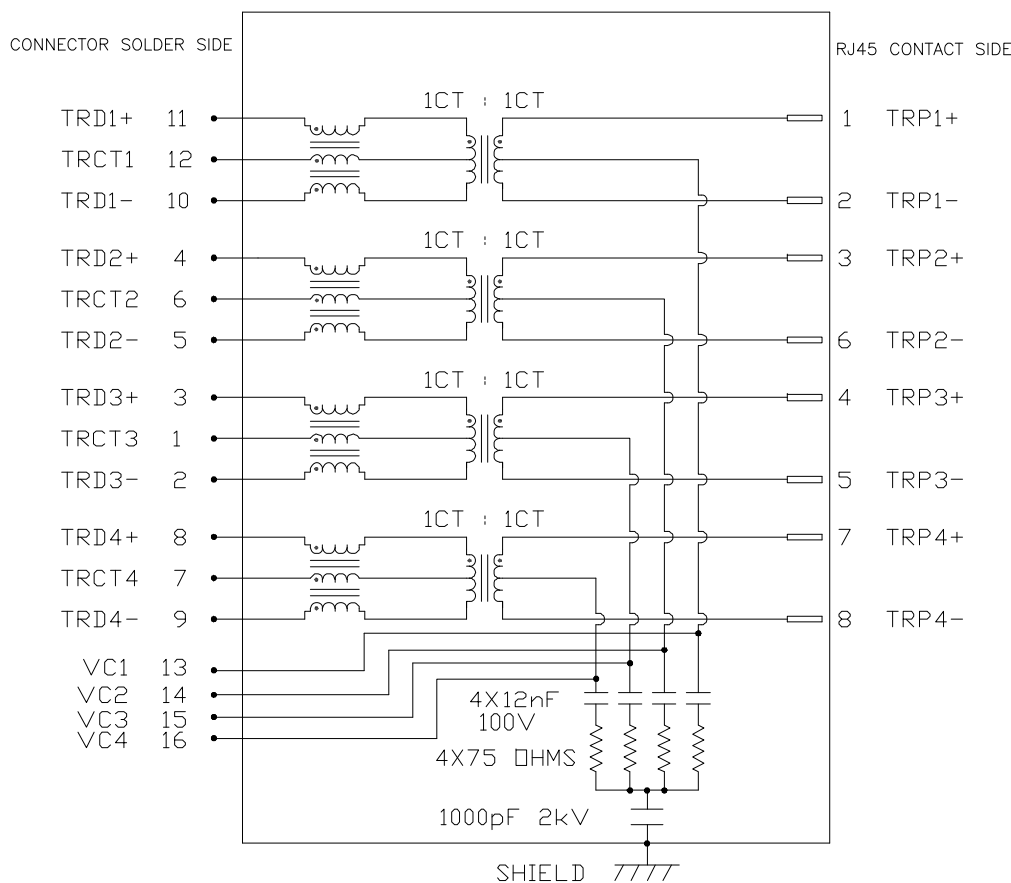 CONNECTOR SOLDER SIDE
RJ45 CONTACT SIDE
1CT : 1CT
TRD1+ 11
1 TRP1+
TRCT1 12
TRD1- 10
2 TRP1-
1CT : 1CT
TRD2+ 4
3 TRP2+
TRCT2 6
TRD2- 5
6 TRP2-
1CT : 1CT
TRD3+ 3
4 TRP3+
TRCT3 1
TRD3- 2
5 TRP3-
1CT : 1CT
TRD4+ 8
7 TRP4+
TRCT4 7
TRD4- 9
8 TRP4-
VC1 13
VC2 14
VC3 15
VC4 16
4X12nF
100V
4X75 OHMS
1000pF 2kV
SHIELD